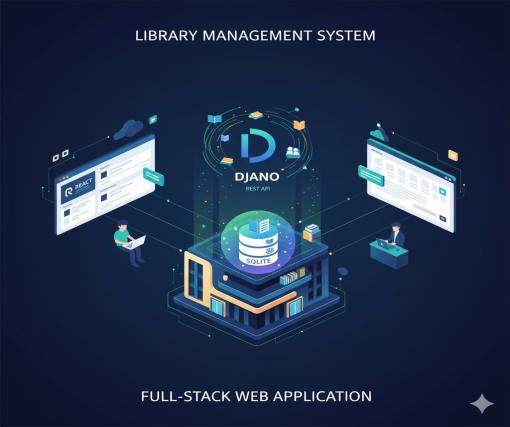 LIBRARY MANAGEMENT SYSTEM
DJANO
REST API
REACT
SQLITE
FULL-STACK WEB APPLICATION